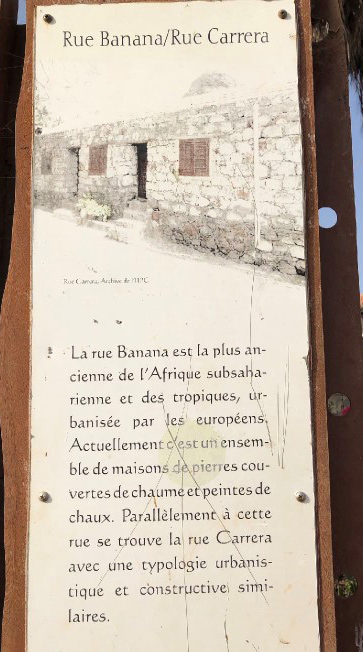 Rue Banana/Rue Carrera
Rue Carrera, Archive de l'IIPC
La rue Banana est la plus an-
cienne de l'Afrique subsaha-
rienne et des tropiques, ur-
banisée par les européens.
Actuellement c'est un ensem-
ble de maisons de pierres cou-
vertes de chaume et peintes de
chaux. Parallèlement à cette
rue se trouve la rue Carrera
avec une typologie urbanis-
tique et constructive simi-
laires.